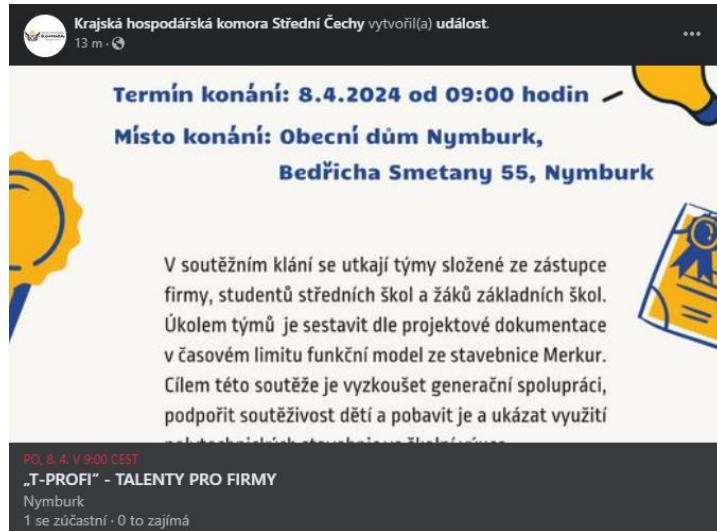 Krajská hospodářská komora Střední Čechy vytvořil(a) událost.
13 m ·
Termín konání: 8.4.2024 od 09:00 hodin
Místo konání: Obecní dům Nymburk,
Bedřicha Smetany 55, Nymburk
V soutěžním klání se utkají týmy složené ze zástupce
firmy, studentů středních škol a žáků základních škol.
Úkolem týmů je sestavit dle projektové dokumentace
v časovém limitu funkční model ze stavebnice Merkur.
Cílem této soutěže je vyzkoušet generační spolupráci,
podpořit soutěživost dětí a pobavit je a ukázat využití
PO, 8. 4. V 9:00 CEST
„T-PROFI“ - TALENTY PRO FIRMY
Nymburk
1 se zúčastní · 0 to zajímá